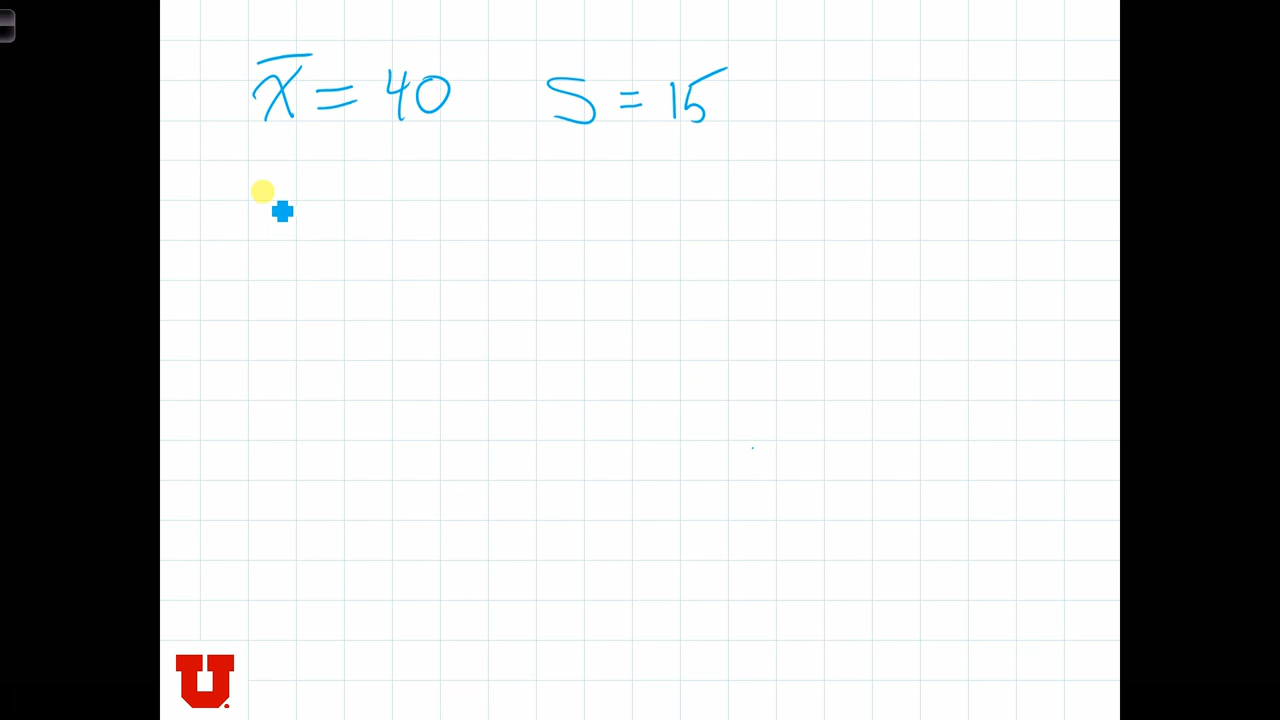 x̄ = 40 S = 15
U